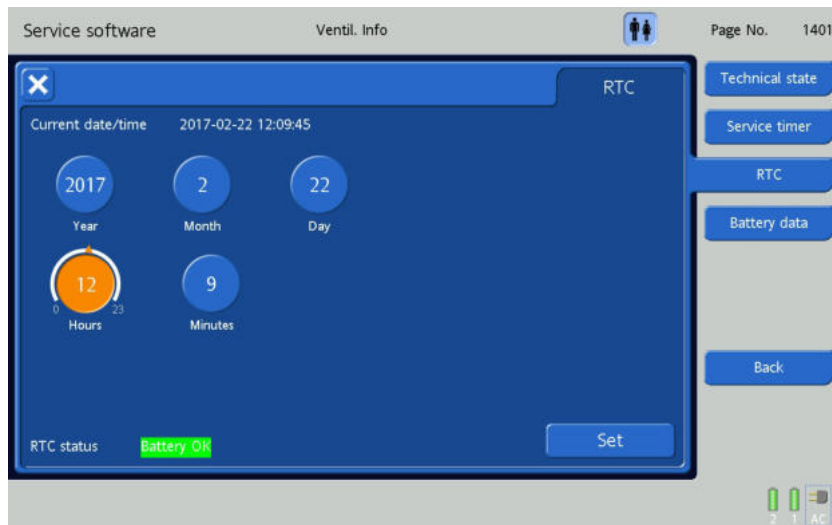 Service software Ventil. Info Page No. 1401
RTC
Technical state
Current date/time 2017-02-22 12:09:45
Service timer
2017 2 22
RTC
Year Month Day
Battery data
12 9
0 23
Hours Minutes
Back
RTC status Battery OK
Set
2 1 AC